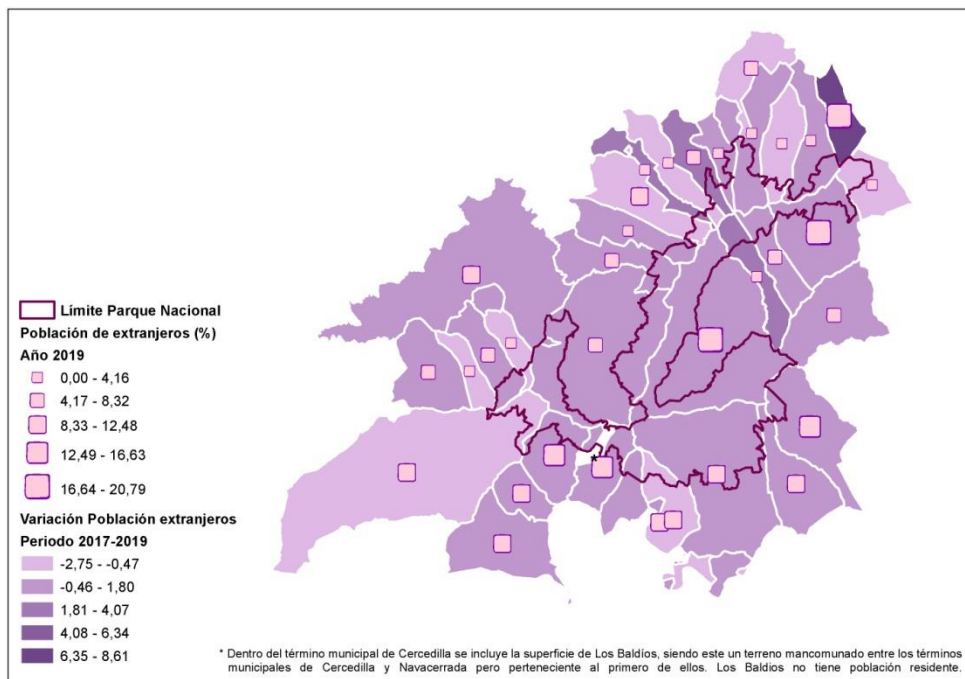 Límite Parque Nacional
Población de extranjeros (%)
Año 2019
0,00 - 4,16
4,17 - 8,32
8,33 - 12,48
12,49 - 16,63
16,64 - 20,79
Variación Población extranjeros
Periodo 2017-2019
-2,75 - -0,47
-0,46 - 1,80
1,81 - 4,07
4,08 - 6,34
6,35 - 8,61
* Dentro del término municipal de Cercedilla se incluye la superficie de Los Baldíos, siendo este un terreno mancomunado entre los términos
municipales de Cercedilla y Navacerrada pero perteneciente al primero de ellos. Los Baldios no tiene población residente.